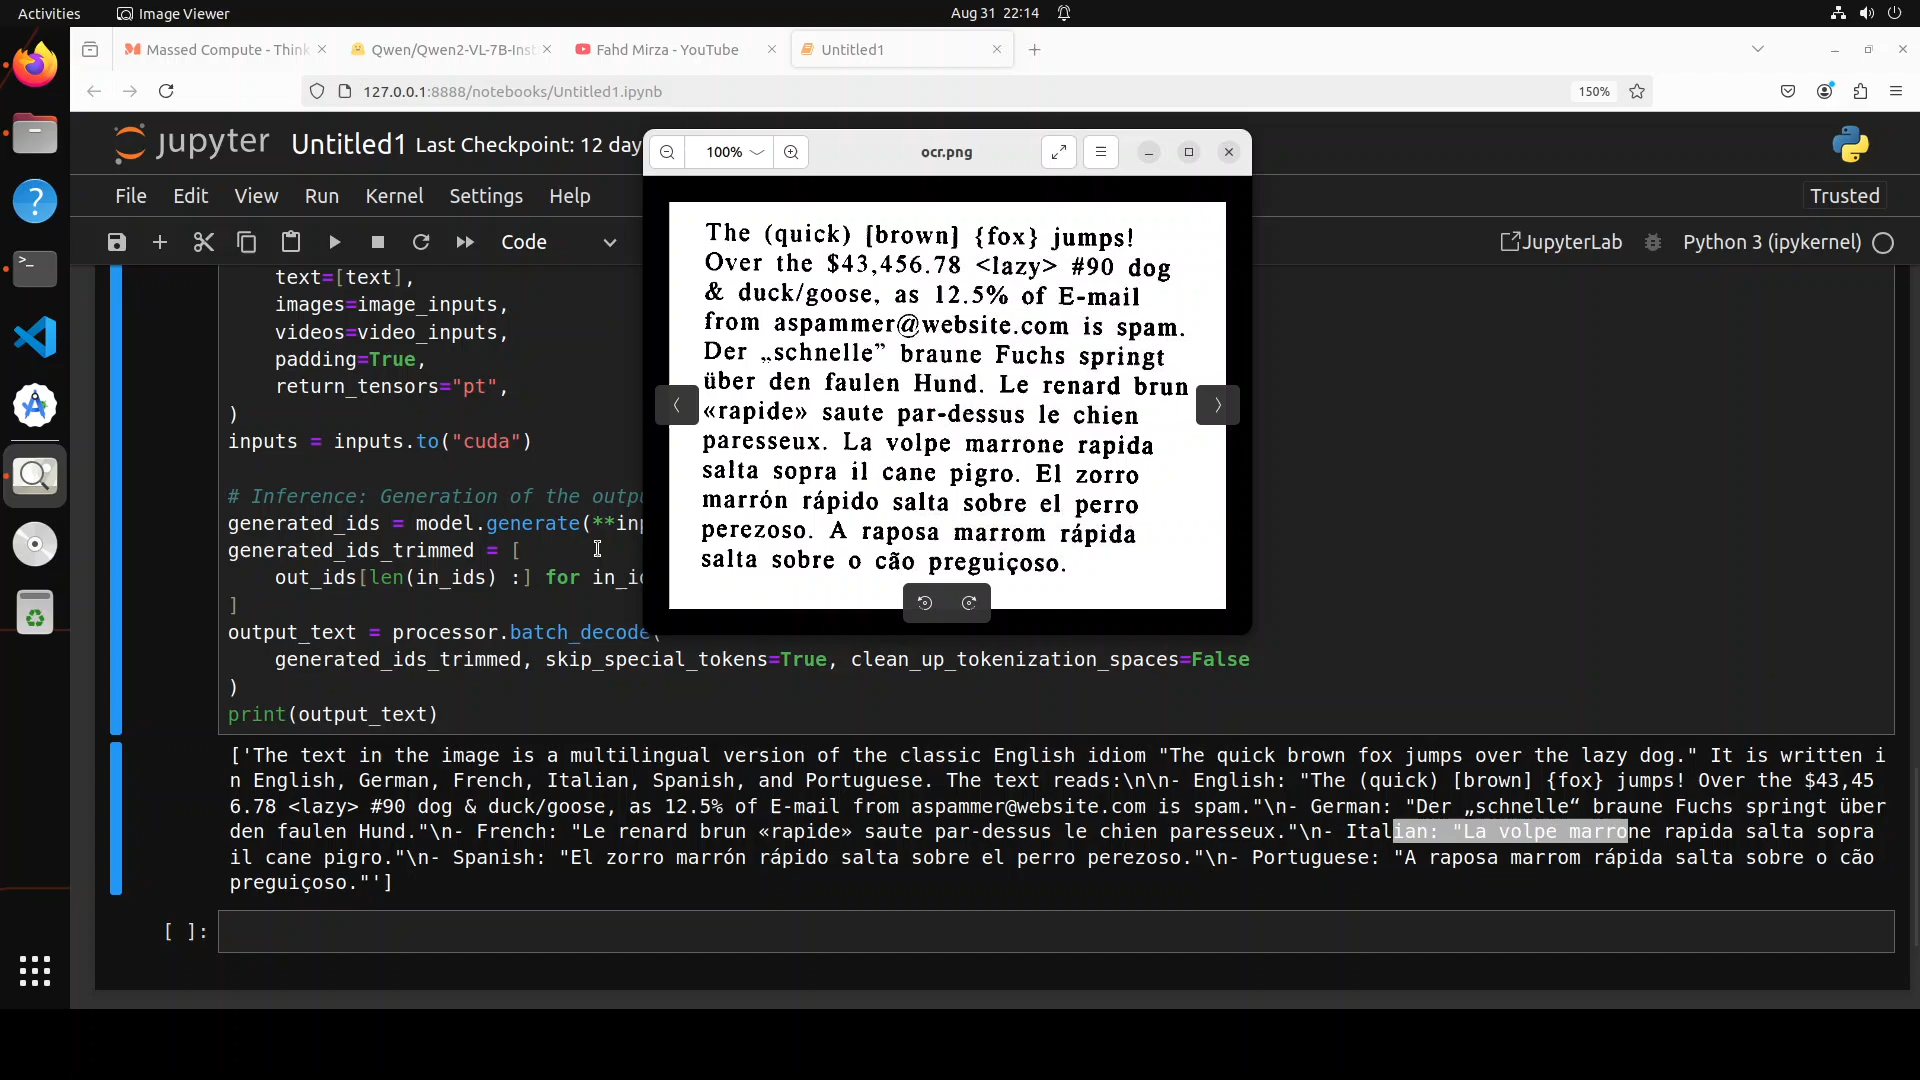 Activities
Image Viewer
Aug 31 22:14
Massed Compute - Think
Qwen/Qwen2-VL-7B-Inst
Fahd Mirza - YouTube
Untitled1
127.0.0.1:8888/notebooks/Untitled1.ipynb
150%
jupyter
Untitled1 Last Checkpoint: 12 day
File Edit View Run Kernel Settings Help
Trusted
Code
JupyterLab
Python 3 (ipykernel)
text=[text],
images=image_inputs,
videos=video_inputs,
padding=True,
return_tensors="pt",
)
inputs = inputs.to("cuda")
# Inference: Generation of the outpu
generated_ids = model.generate(**inp
generated_ids_trimmed = [
out_ids[len(in_ids) :] for in_id
]
output_text = processor.batch_decode(
generated_ids_trimmed, skip_special_tokens=True, clean_up_tokenization_spaces=False
)
print(output_text)
100%
ocr.png
The (quick) [brown] {fox} jumps!
Over the $43,456.78 <lazy> #90 dog
& duck/goose, as 12.5% of E-mail
from aspammer@website.com is spam.
Der „schnelle” braune Fuchs springt
über den faulen Hund. Le renard brun
«rapide» saute par-dessus le chien
paresseux. La volpe marrone rapida
salta sopra il cane pigro. El zorro
marrón rápido salta sobre el perro
perezoso. A raposa marrom rápida
salta sobre o cão preguiçoso.
['The text in the image is a multilingual version of the classic English idiom "The quick brown fox jumps over the lazy dog." It is written i
n English, German, French, Italian, Spanish, and Portuguese. The text reads:\n\n- English: "The (quick) [brown] {fox} jumps! Over the $43,45
6.78 <lazy> #90 dog & duck/goose, as 12.5% of E-mail from aspammer@website.com is spam."\n- German: "Der „schnelle“ braune Fuchs springt über
den faulen Hund."\n- French: "Le renard brun «rapide» saute par-dessus le chien paresseux."\n- Italian: "La volpe marrone rapida salta sopra
il cane pigro."\n- Spanish: "El zorro marrón rápido salta sobre el perro perezoso."\n- Portuguese: "A raposa marrom rápida salta sobre o cão
preguiçoso."']
[ ]: